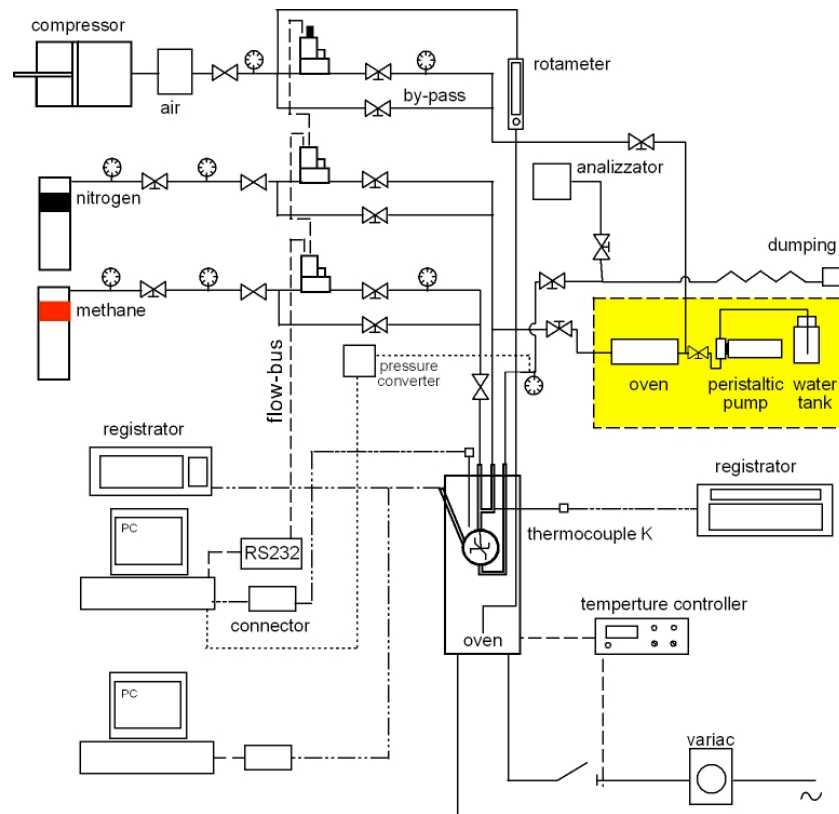 compressor
air
rotameter
by-pass
analizzator
nitrogen
dumping
methane
oven
peristaltic
pump
water
tank
pressure
converter
flow-bus
registrator
registrator
PC
RS232
thermocouple K
connector
oven
temperture controller
PC
variac